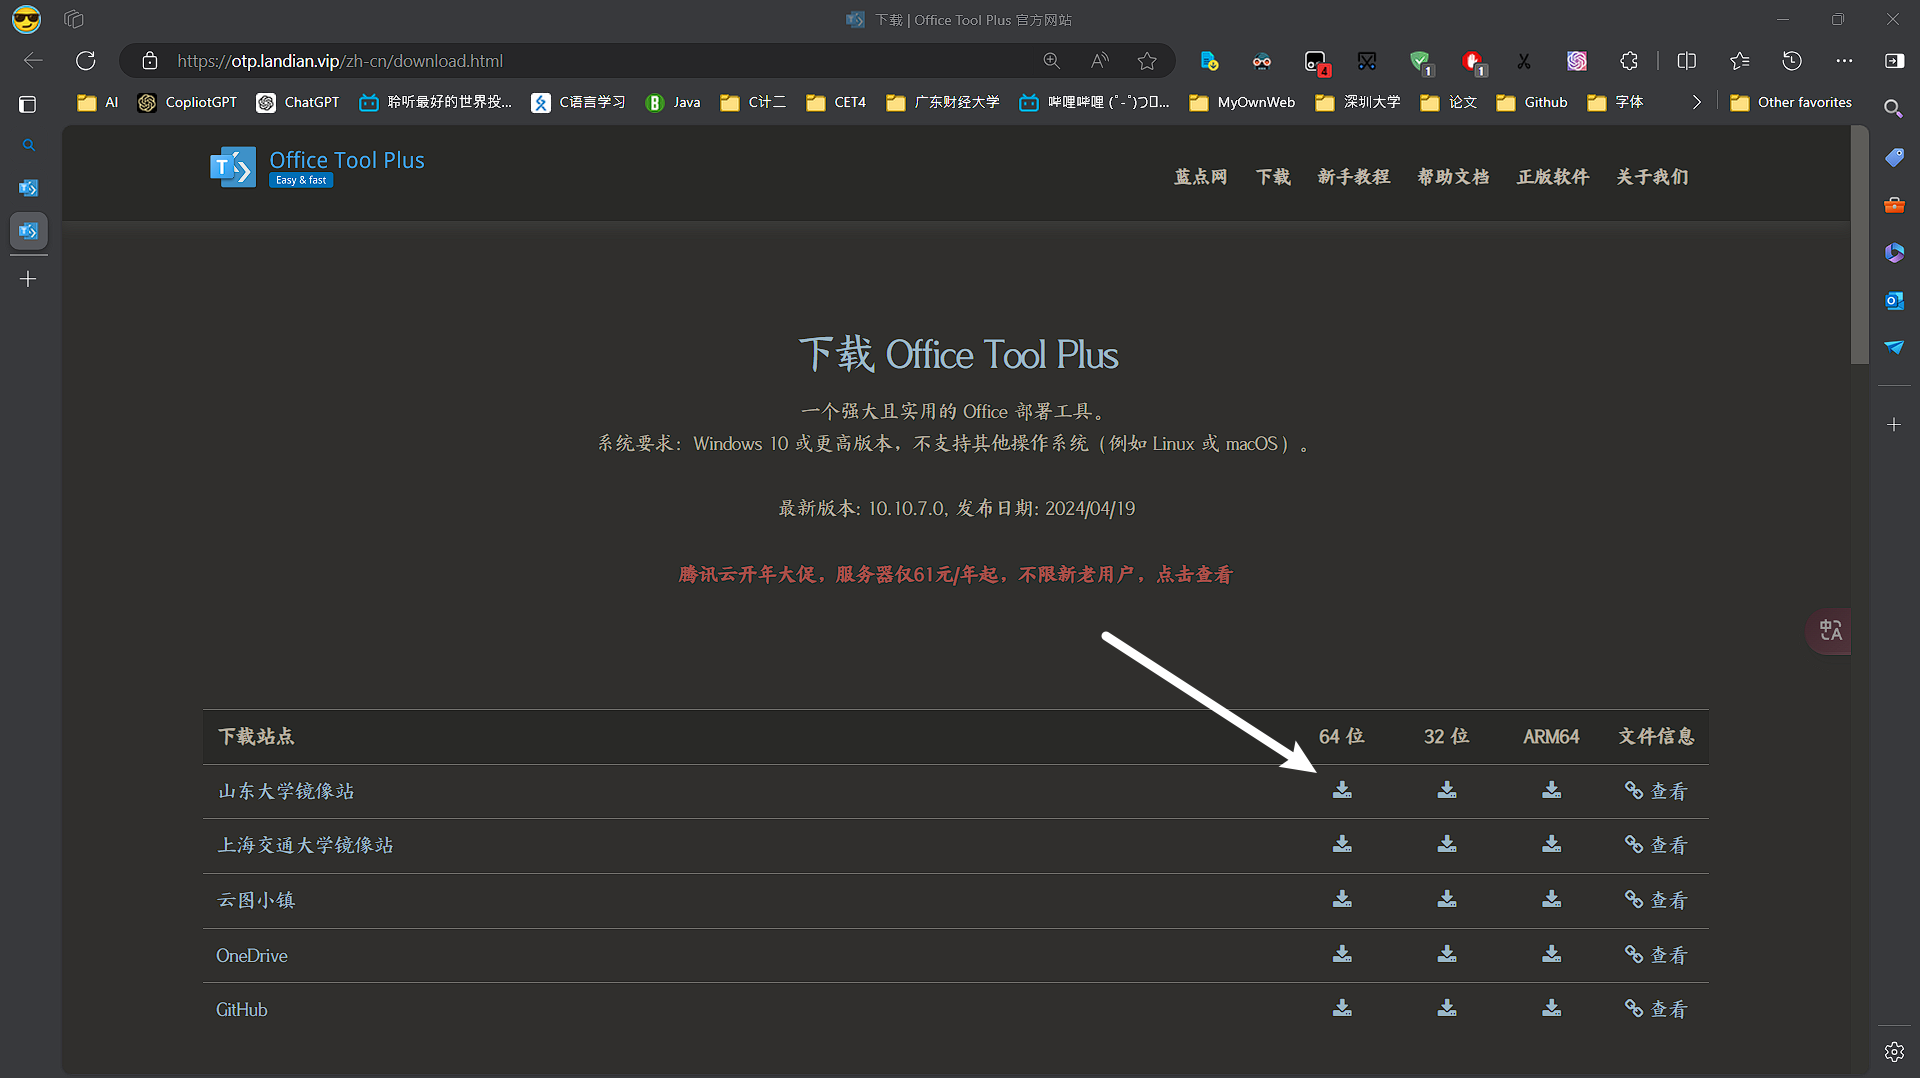 下载 | Office Tool Plus 官方网站
https://otp.landian.vip/zh-cn/download.html
4
1
1
AI
CopliotGPT
ChatGPT
聆听最好的世界投...
C语言学习
Java
C计二
CET4
广东财经大学
哔哩哔哩 (゜-゜)つロ...
MyOwnWeb
深圳大学
论文
Github
字体
Other favorites
Office Tool Plus
Easy & fast
蓝点网
下载
新手教程
帮助文档
正版软件
关于我们
下载 Office Tool Plus
一个强大且实用的 Office 部署工具。
系统要求：Windows 10 或更高版本，不支持其他操作系统（例如 Linux 或 macOS）。
最新版本: 10.10.7.0, 发布日期: 2024/04/19
腾讯云开年大促，服务器仅61元/年起，不限新老用户，点击查看
下载站点 64 位 32 位 ARM64 文件信息
山东大学镜像站 查看
上海交通大学镜像站 查看
云图小镇 查看
OneDrive 查看
GitHub 查看